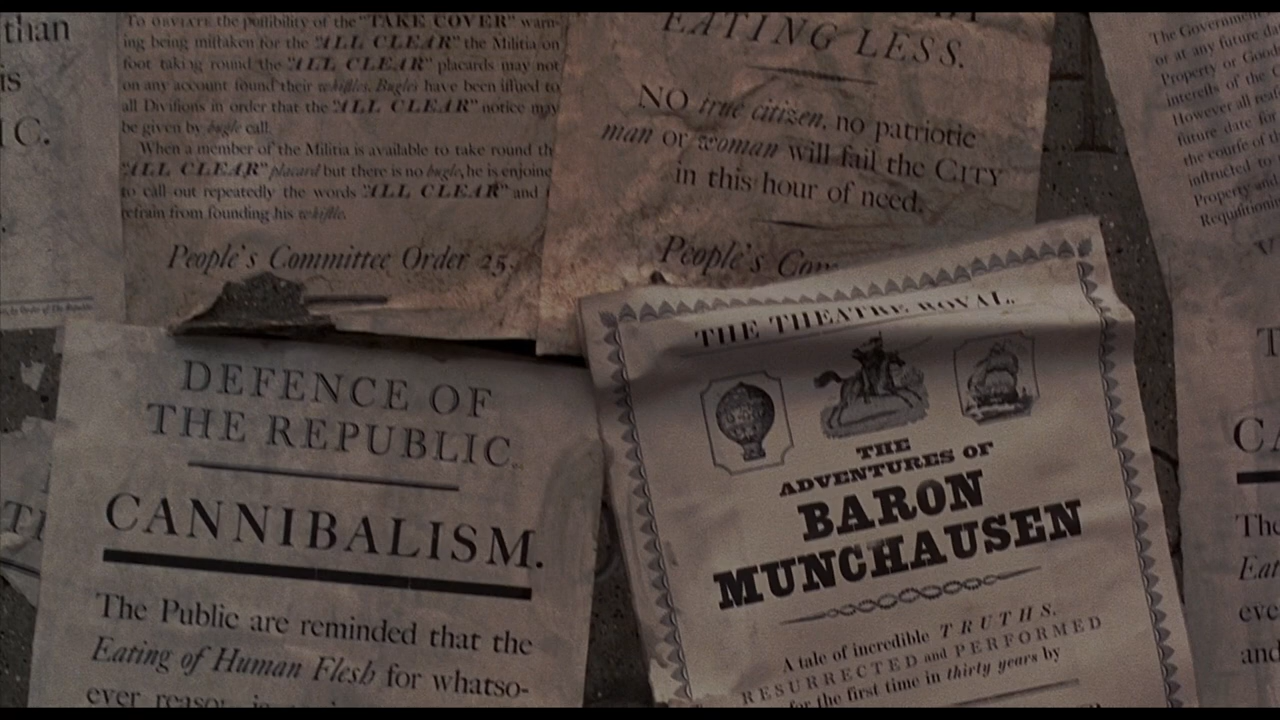 than
is
IC.
To obviate the poſſibility of the "TAKE COVER" warn-
ing being miſtaken for the "ALL CLEAR" the Militia on
foot taking round the "ALL CLEAR" placards may not
on any account ſound their whiſtles. Bugles have been iſſued to
all Diviſions in order that the "ALL CLEAR" notice may
be given by bugle call.
When a member of the Militia is available to take round th
"ALL CLEAR" placard but there is no bugle, he is enjoine
to call out repeatedly the words "ALL CLEAR" and
refrain from ſounding his whiſtle.
People's Committee Order 25.
EATING LESS.
NO true citizen, no patriotic
man or woman will fail the CITY
in this hour of need.
People's Com
The Government
or at any future da
Property or Good
intereſts of the C
However all reaſ
future date for
the courſe of t
inſtructed to
Property and
Requiſitionis
DEFENCE OF
THE REPUBLIC.
CANNIBALISM.
The Public are reminded that the
Eating of Human Flesh for whatso-
ever reason is
THE THEATRE ROYAL,
THE
ADVENTURES OF
BARON
MUNCHAUSEN
A tale of incredible TRUTHS.
RESURRECTED and PERFORMED
for the first time in thirty years by
T
CA
The
Eat
eve
and